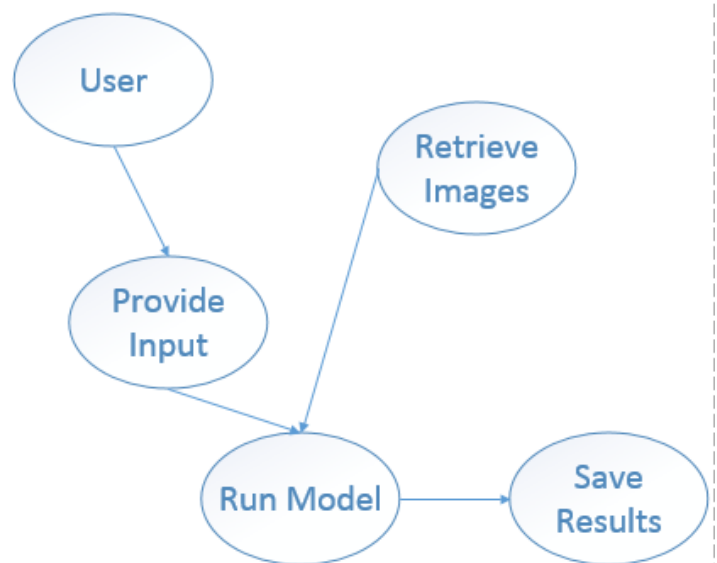 User
Retrieve
Images
Provide
Input
Run Model
Save
Results